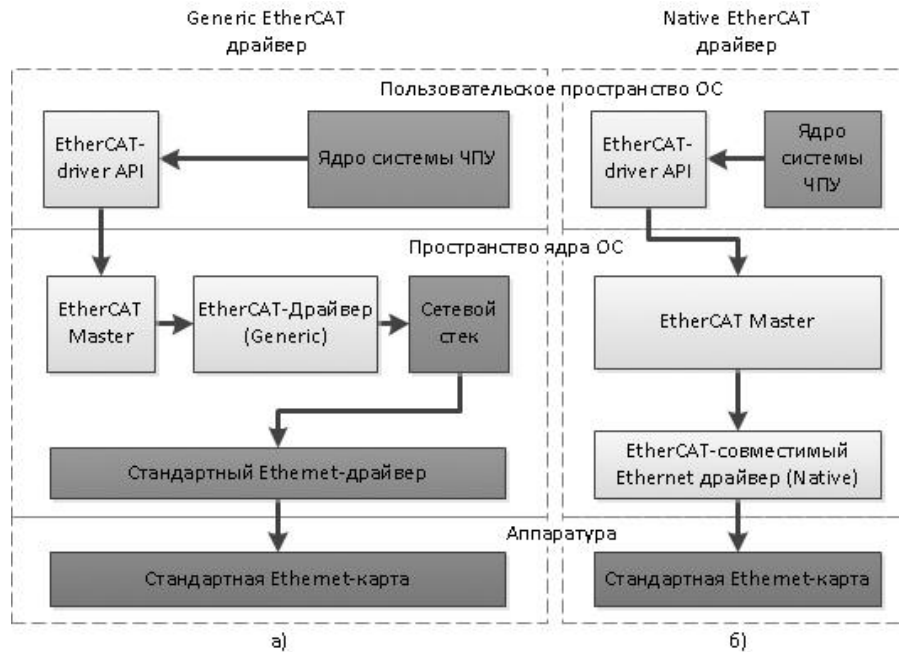 Generic EtherCAT
драйвер
Native EtherCAT
драйвер
Пользовательское пространство ОС
EtherCAT-
driver API
Ядро системы ЧПУ
EtherCAT-
driver API
Ядро
системы
ЧПУ
Пространство ядра ОС
EtherCAT
Master
EtherCAT-Драйвер
(Generic)
Сетевой
стек
EtherCAT Master
Стандартный Ethernet-драйвер
EtherCAT-совместимый
Ethernet драйвер (Native)
Аппаратура
Стандартная Ethernet-карта
Стандартная Ethernet-карта
а)
б)